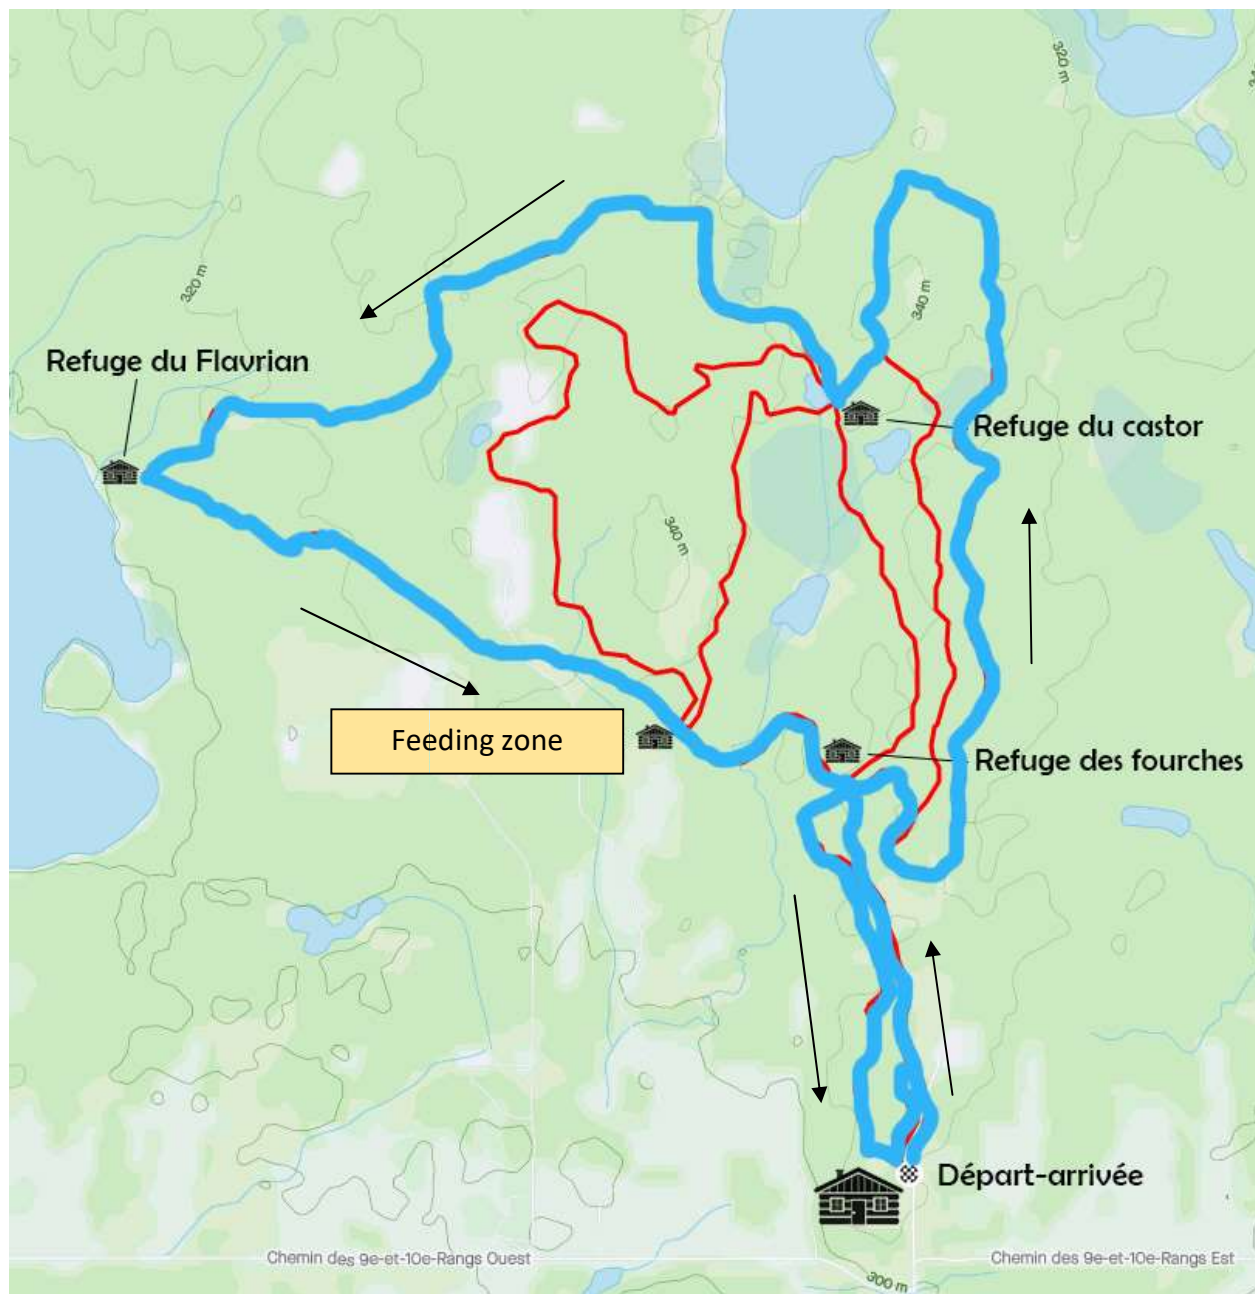 320 m
34
320 m
340 m
Refuge du Flavrian
Refuge du castor
340 m
Feeding zone
Refuge des fourches
Départ-arrivée
Chemin des 9e-et-10e-Rangs Ouest
Chemin des 9e-et-10e-Rangs Est
300 m